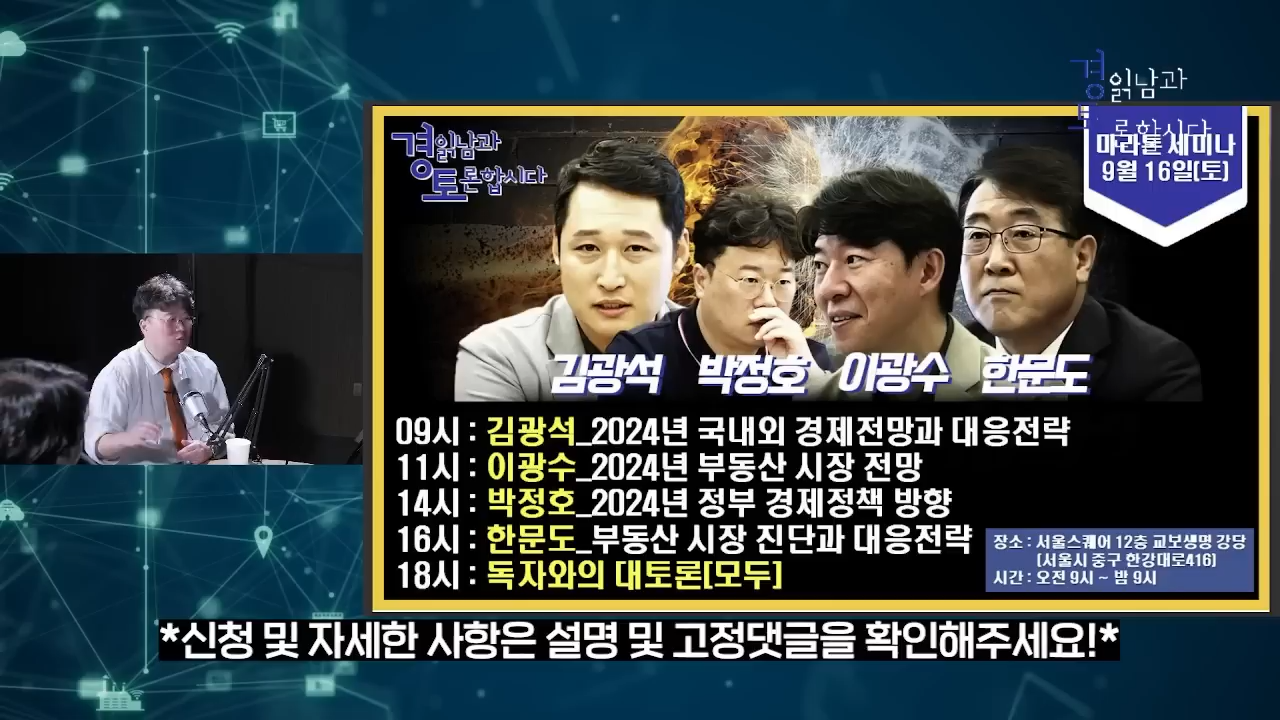 경읽남과
토론합시다
경읽남과
토론합시다
마라톤 세미나
9월 16일[토]
김광석 박정호 이광수 한문도
09시 : 김광석_2024년 국내외 경제전망과 대응전략
11시 : 이광수_2024년 부동산 시장 전망
14시 : 박정호_2024년 정부 경제정책 방향
16시 : 한문도_부동산 시장 진단과 대응전략
18시 : 독자와의 대토론[모두]
장소 : 서울스퀘어 12층 교보생명 강당
[서울시 중구 한강대로416]
시간 : 오전 9시 ~ 밤 9시
*신청 및 자세한 사항은 설명 및 고정댓글을 확인해주세요!*